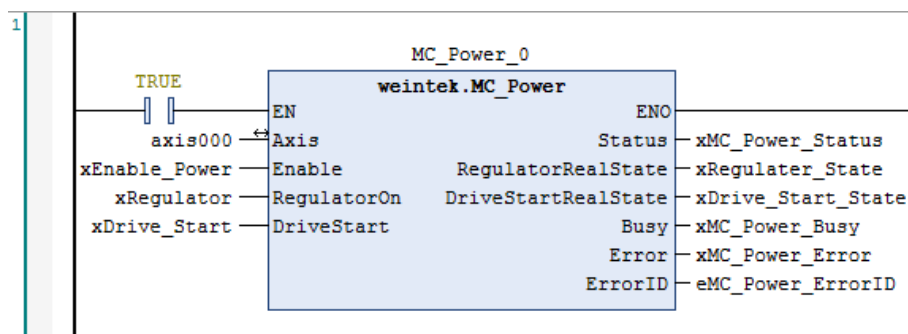 1
MC_Power_0
TRUE
weintek.MC_Power
EN ENO
axis000 Axis Status xMC_Power_Status
xEnable_Power Enable RegulatorRealState xRegulater_State
xRegulator RegulatorOn DriveStartRealState xDrive_Start_State
xDrive_Start DriveStart Busy xMC_Power_Busy
Error xMC_Power_Error
ErrorID eMC_Power_ErrorID